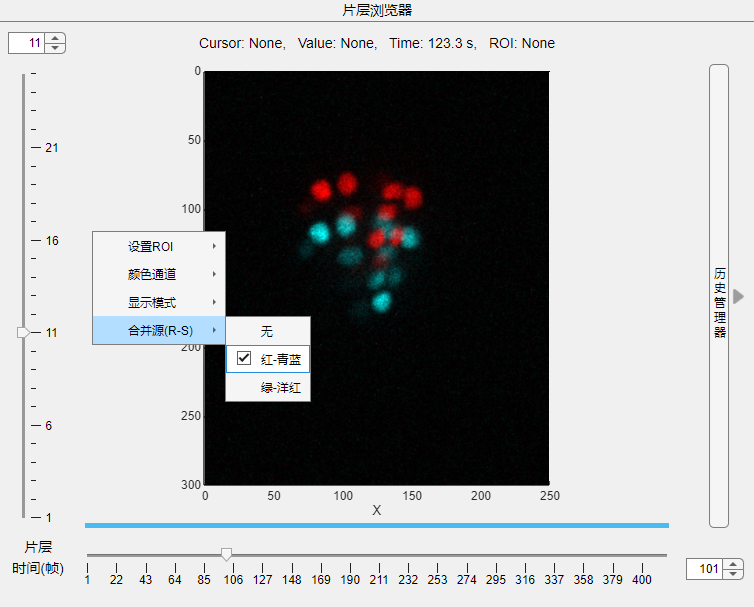 片层浏览器
11
Cursor: None, Value: None, Time: 123.3 s, ROI: None
21
16
11
6
1
0
50
100
200
250
300
0 50 100 150 200 250
X
设置ROI
颜色通道
显示模式
合并源(R-S)
无
红-青蓝
绿-洋红
历史管理器
片层
时间(帧)
1 22 43 64 85 106 127 148 169 190 211 232 253 274 295 316 337 358 379 400
101